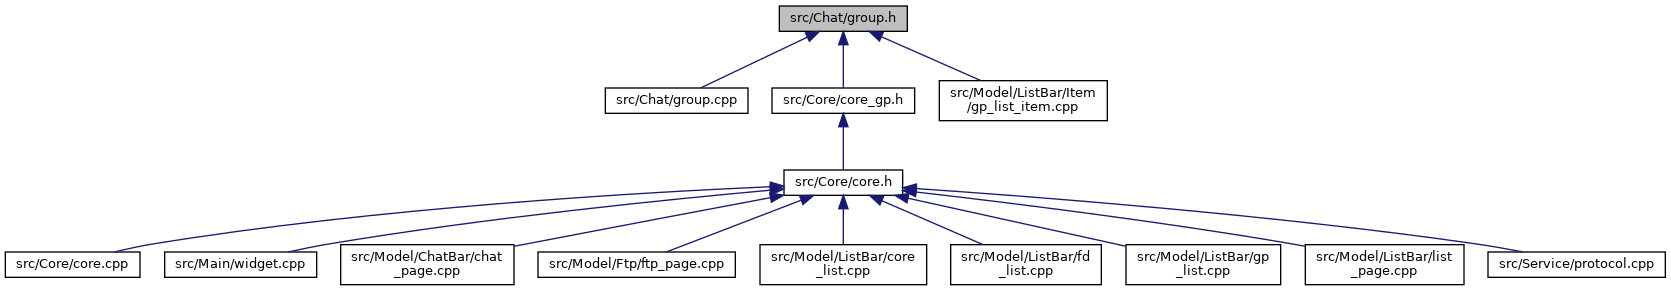 src/Chat/group.h
src/Chat/group.cpp
src/Core/core_gp.h
src/Model/ListBar/Item
/gp_list_item.cpp
src/Core/core.h
src/Core/core.cpp
src/Main/widget.cpp
src/Model/ChatBar/chat
_page.cpp
src/Model/Ftp/ftp_page.cpp
src/Model/ListBar/core
_list.cpp
src/Model/ListBar/fd
_list.cpp
src/Model/ListBar/gp
_list.cpp
src/Model/ListBar/list
_page.cpp
src/Service/protocol.cpp